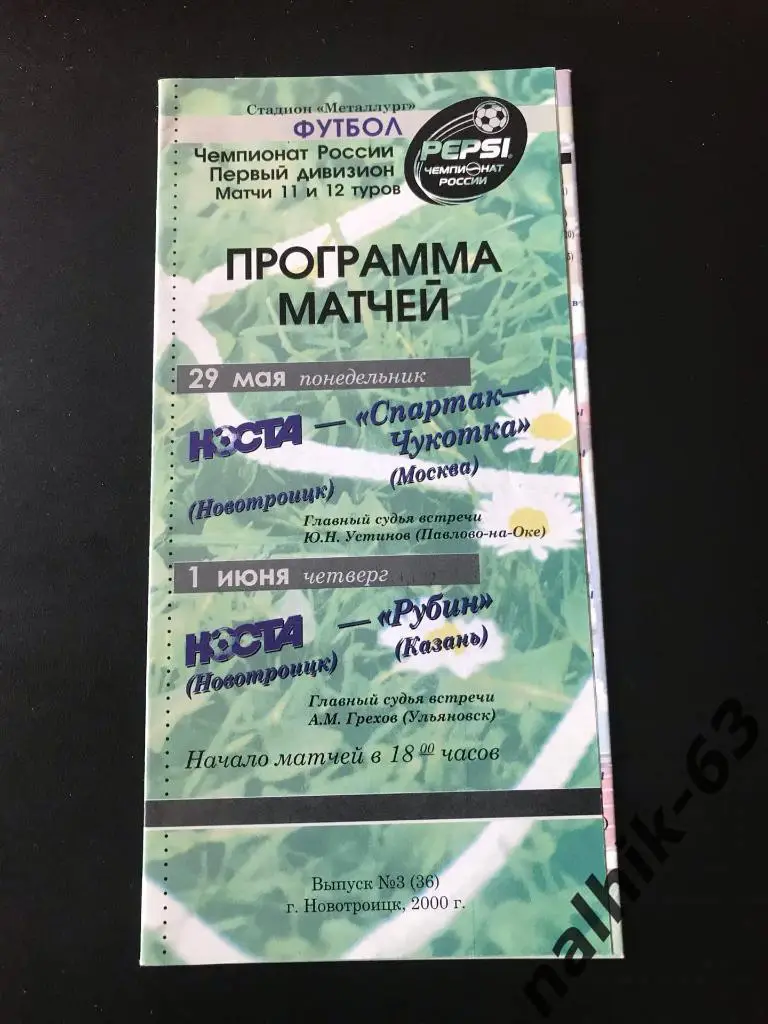 Стадион «Металлург»
ФУТБОЛ
Чемпионат России
Первый дивизион
Матчи 11 и 12 туров
PEPSI®
ЧЕМПИОНАТ
РОССИИ
ПРОГРАММА
МАТЧЕЙ
29 мая понедельник
НОСТА — «Спартак—
Чукотка»
(Новотроицк) (Москва)
Главный судья встречи
Ю.Н. Устинов (Павлово-на-Оке)
1 июня четверг
НОСТА — «Рубин»
(Новотроицк) (Казань)
Главный судья встречи
А.М. Грехов (Ульяновск)
Начало матчей в 18 00 часов
Выпуск №3 (36)
г. Новотроицк, 2000 г.
nalhik-63